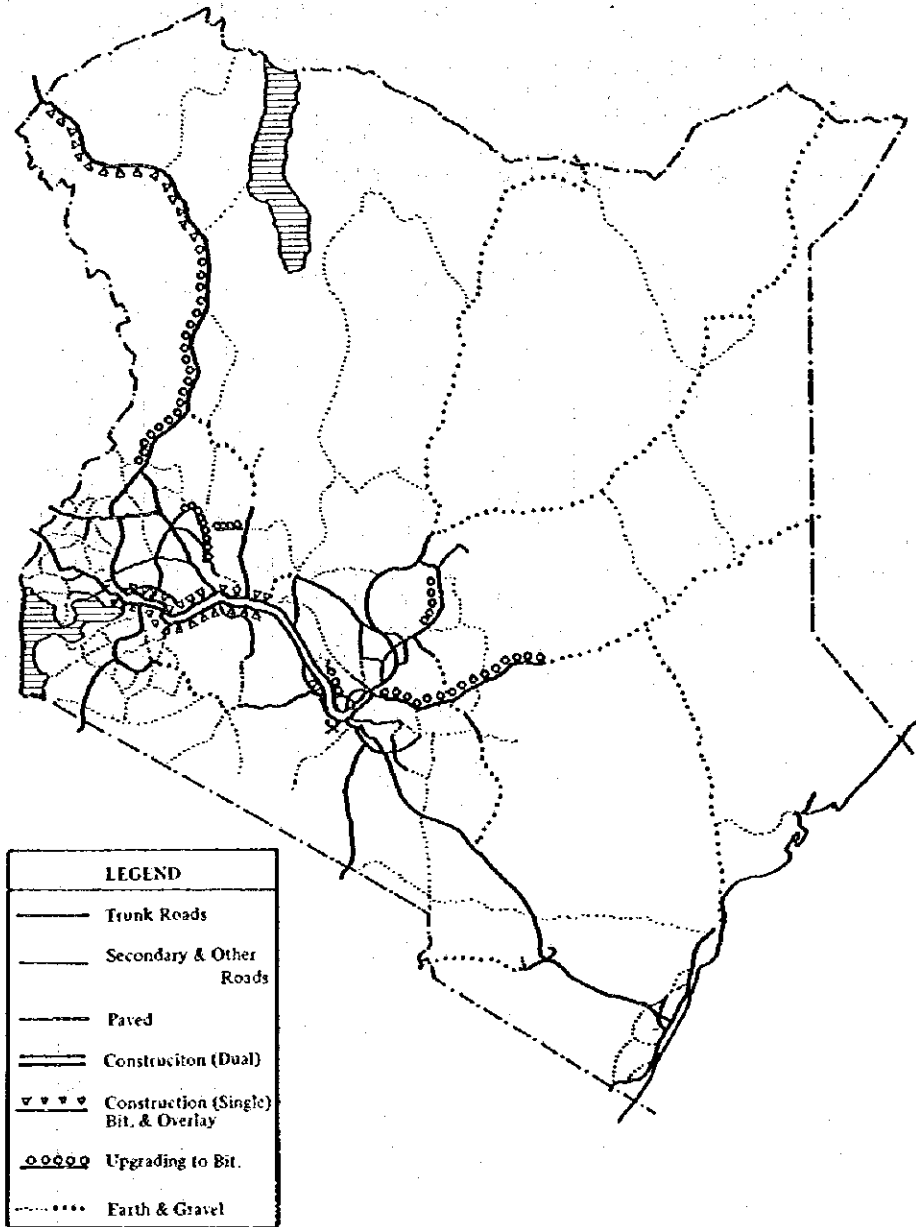 LEGEND
Trunk Roads
Secondary & Other
Roads
Paved
Construciton (Dual)
Construction (Single)
Bit. & Overlay
Upgrading to Bit.
Earth & Gravel